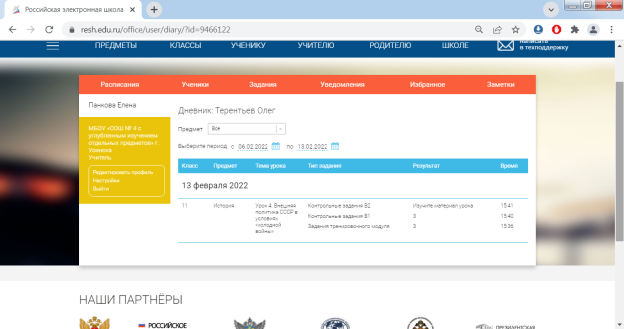 Российская электронная школа
resh.edu.ru/office/user/diary/?id=9466122
ПРЕДМЕТЫ КЛАССЫ УЧЕНИКУ УЧИТЕЛЮ РОДИТЕЛЮ ШКОЛЕ
написать
в техподдержку
Расписания Ученики Задания Уведомления Избранное Заметки
Панкова Елена
МБОУ «СОШ № 4 с
углубленным изучением
отдельных предметов» г.
Усинска
Учитель
Редактировать профиль
Настройки
Выйти
Дневник: Терентьев Олег
Предмет Все
Выберите период с 06.02.2022 по 13.02.2022
Класс Предмет Тема урока Тип задания Результат Время
13 февраля 2022
11 История Урок 4. Внешняя политика СССР в условиях «холодной войны»
Контрольные задания В2 Изучите материал урока 15:41
Контрольные задания В1 3 15:40
Задания тренировочного модуля 3 15:36
НАШИ ПАРТНЁРЫ
РОССИЙСКОЕ
ПРЕЗИДЕНТСКАЯ